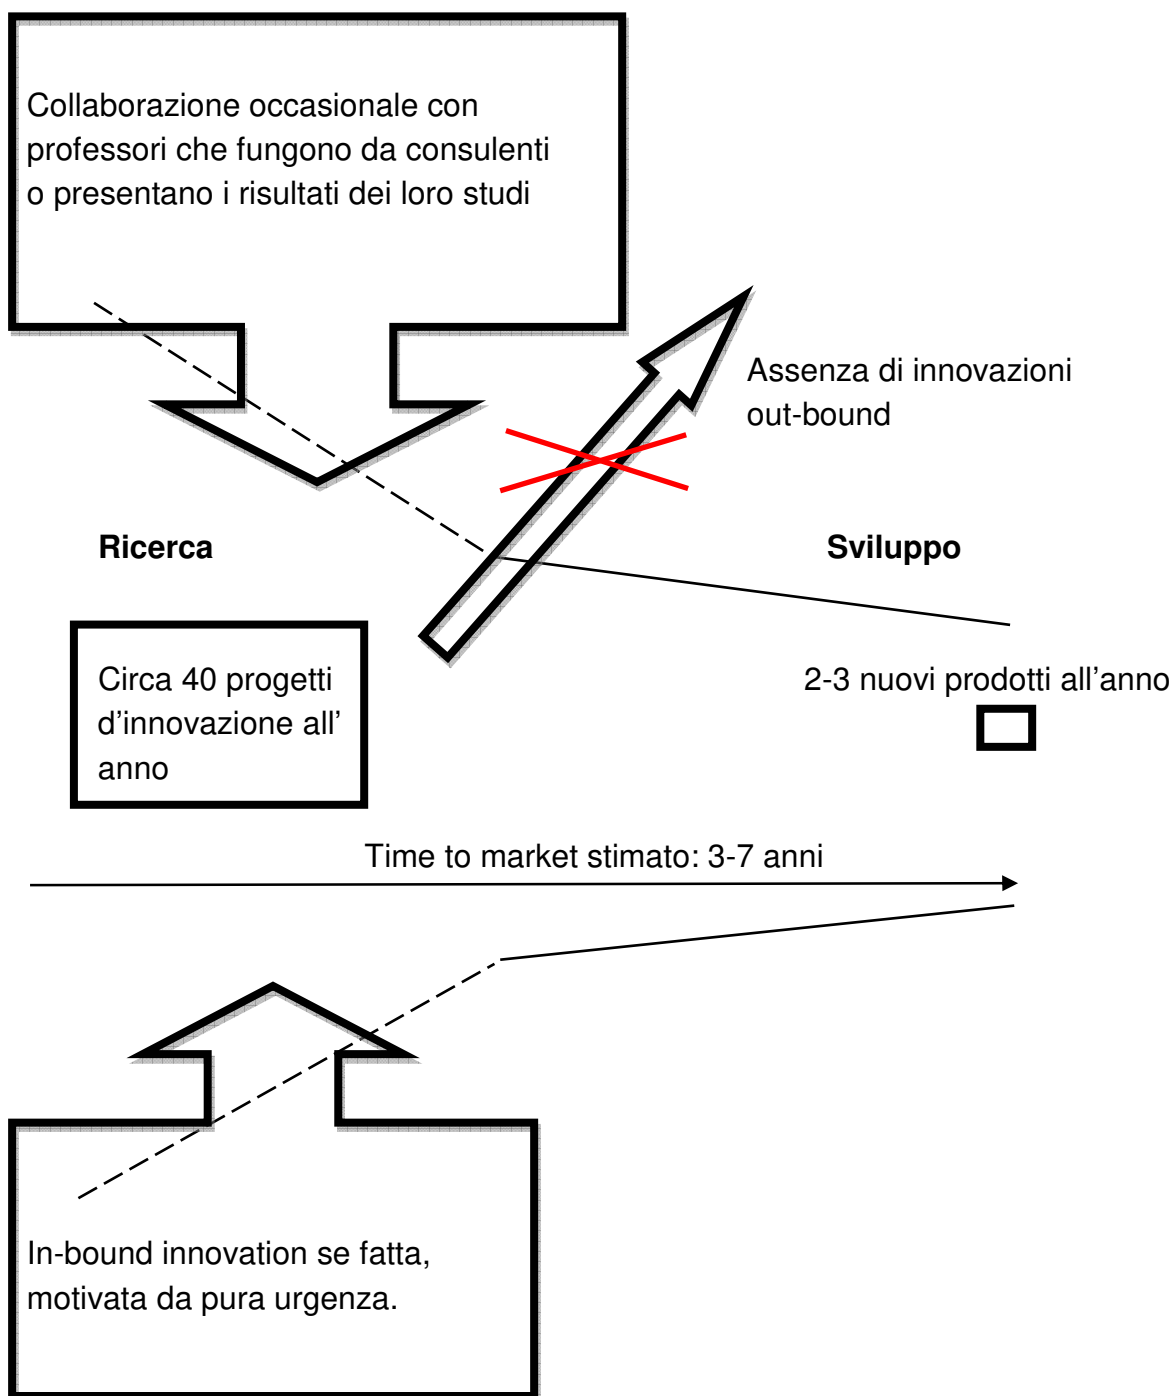 Collaborazione occasionale con
professori che fungono da consulenti
o presentano i risultati dei loro studi
Assenza di innovazioni
out-bound
Ricerca
Sviluppo
Circa 40 progetti
d’innovazione all’
anno
2-3 nuovi prodotti all’anno
Time to market stimato: 3-7 anni
In-bound innovation se fatta,
motivata da pura urgenza.